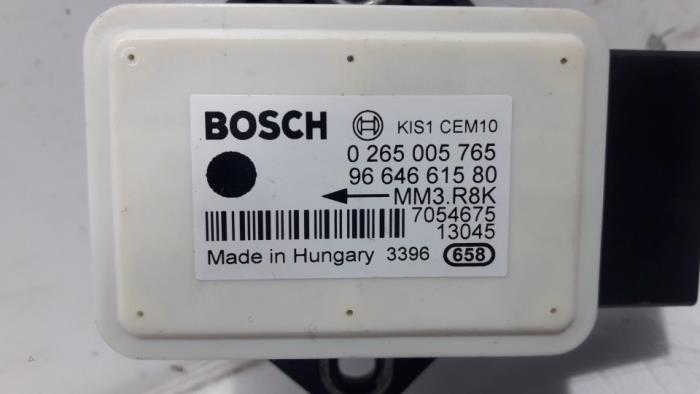 BOSCH KIS1 CEM10
0 265 005 765
96 646 615 80
MM3.R8K
7054675
13045
Made in Hungary 3396 658